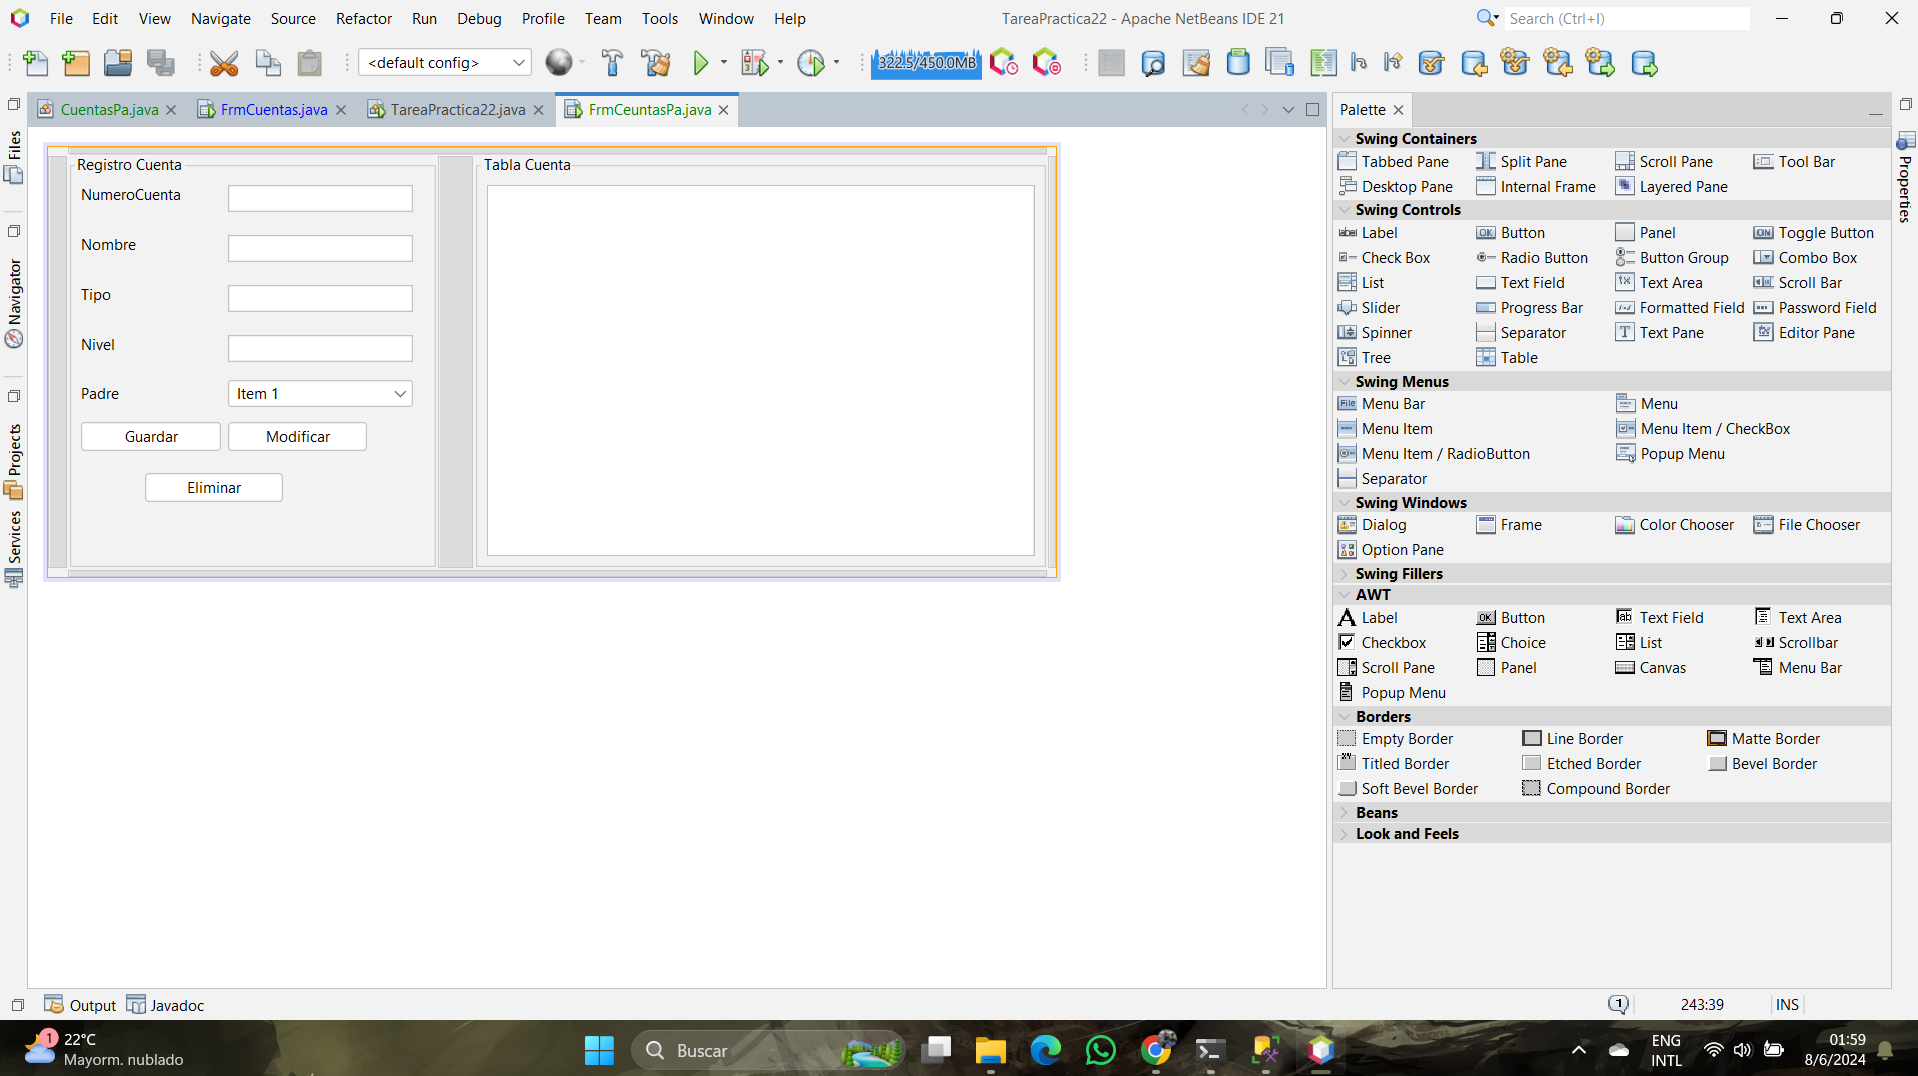 File Edit View Navigate Source Refactor Run Debug Profile Team Tools Window Help
TareaPractica22 - Apache NetBeans IDE 21
Search (Ctrl+I)
<default config>
322.5/450.0MB
CuentasPa.java
FrmCuentas.java
TareaPractica22.java
FrmCeuntasPa.java
Files
Navigator
Projects
Services
Registro Cuenta
NumeroCuenta
Nombre
Tipo
Nivel
Padre Item 1
Guardar Modificar
Eliminar
Tabla Cuenta
Palette
Properties
Swing Containers
Tabbed Pane Split Pane Scroll Pane Tool Bar
Desktop Pane Internal Frame Layered Pane
Swing Controls
Label Button Panel Toggle Button
Check Box Radio Button Button Group Combo Box
List Text Field Text Area Scroll Bar
Slider Progress Bar Formatted Field Password Field
Spinner Separator Text Pane Editor Pane
Tree Table
Swing Menus
Menu Bar Menu
Menu Item Menu Item / CheckBox
Menu Item / RadioButton Popup Menu
Separator
Swing Windows
Dialog Frame Color Chooser File Chooser
Option Pane
Swing Fillers
AWT
Label Button Text Field Text Area
Checkbox Choice List Scrollbar
Scroll Pane Panel Canvas Menu Bar
Popup Menu
Borders
Empty Border Line Border Matte Border
Titled Border Etched Border Bevel Border
Soft Bevel Border Compound Border
Beans
Look and Feels
Output Javadoc
1
243:39 INS
1
22°C
Mayorm. nublado
Buscar
ENG
INTL
01:59
8/6/2024